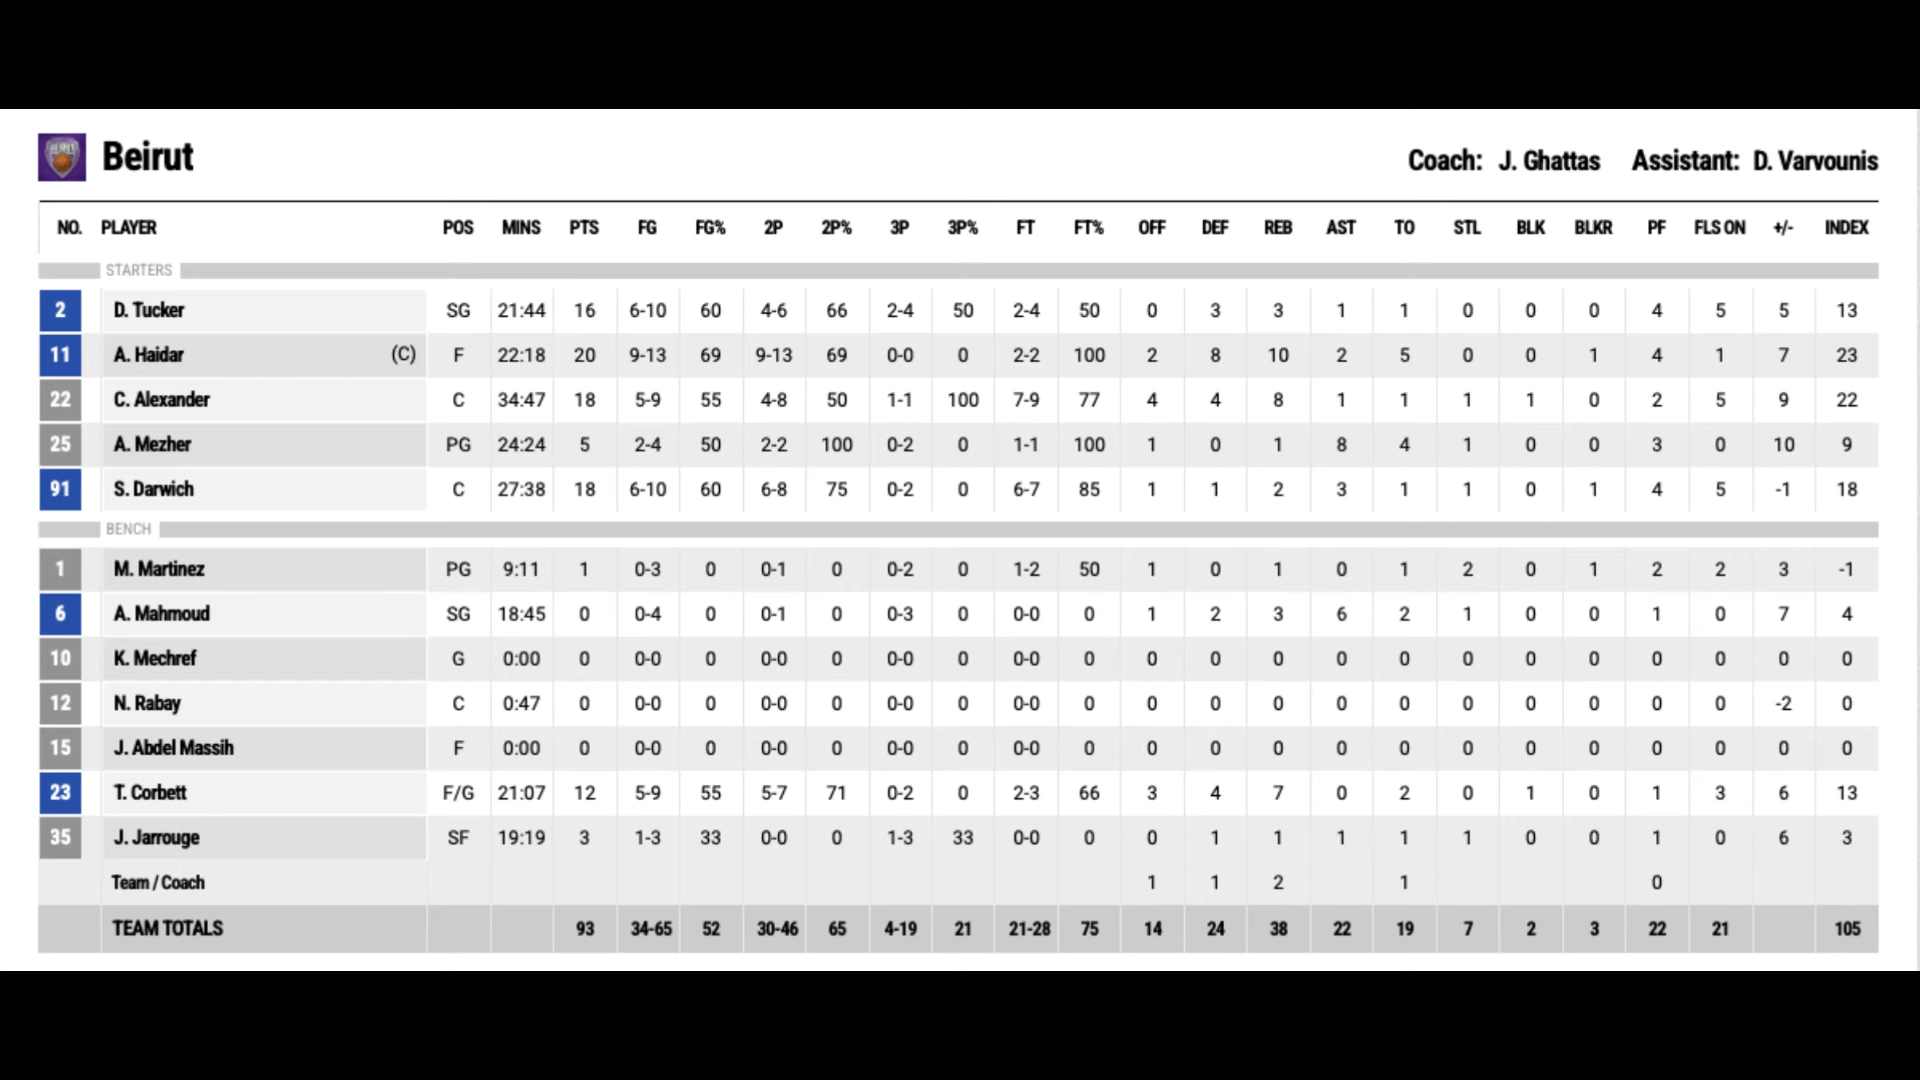 Beirut
Coach: J. Ghattas Assistant: D. Varvounis
NO. PLAYER POS MINS PTS FG FG% 2P 2P% 3P 3P% FT FT% OFF DEF REB AST TO STL BLK BLKR PF FLS ON +/- INDEX
STARTERS
2 D. Tucker SG 21:44 16 6-10 60 4-6 66 2-4 50 2-4 50 0 3 3 1 1 0 0 0 4 5 5 13
11 A. Haidar (C) F 22:18 20 9-13 69 9-13 69 0-0 0 2-2 100 2 8 10 2 5 0 0 1 4 1 7 23
22 C. Alexander C 34:47 18 5-9 55 4-8 50 1-1 100 7-9 77 4 4 8 1 1 1 1 0 2 5 9 22
25 A. Mezher PG 24:24 5 2-4 50 2-2 100 0-2 0 1-1 100 1 0 1 8 4 1 0 0 3 0 10 9
91 S. Darwich C 27:38 18 6-10 60 6-8 75 0-2 0 6-7 85 1 1 2 3 1 1 0 1 4 5 -1 18
BENCH
1 M. Martinez PG 9:11 1 0-3 0 0-1 0 0-2 0 1-2 50 1 0 1 0 1 2 0 1 2 2 3 -1
6 A. Mahmoud SG 18:45 0 0-4 0 0-1 0 0-3 0 0-0 0 1 2 3 6 2 1 0 0 1 0 7 4
10 K. Mechref G 0:00 0 0-0 0 0-0 0 0-0 0 0-0 0 0 0 0 0 0 0 0 0 0 0 0 0
12 N. Rabay C 0:47 0 0-0 0 0-0 0 0-0 0 0-0 0 0 0 0 0 0 0 0 0 0 0 -2 0
15 J. Abdel Massih F 0:00 0 0-0 0 0-0 0 0-0 0 0-0 0 0 0 0 0 0 0 0 0 0 0 0 0
23 T. Corbett F/G 21:07 12 5-9 55 5-7 71 0-2 0 2-3 66 3 4 7 0 2 0 1 0 1 3 6 13
35 J. Jarrouge SF 19:19 3 1-3 33 0-0 0 1-3 33 0-0 0 0 1 1 1 1 1 0 0 1 0 6 3
Team / Coach 1 1 2 1 0
TEAM TOTALS 93 34-65 52 30-46 65 4-19 21 21-28 75 14 24 38 22 19 7 2 3 22 21 105